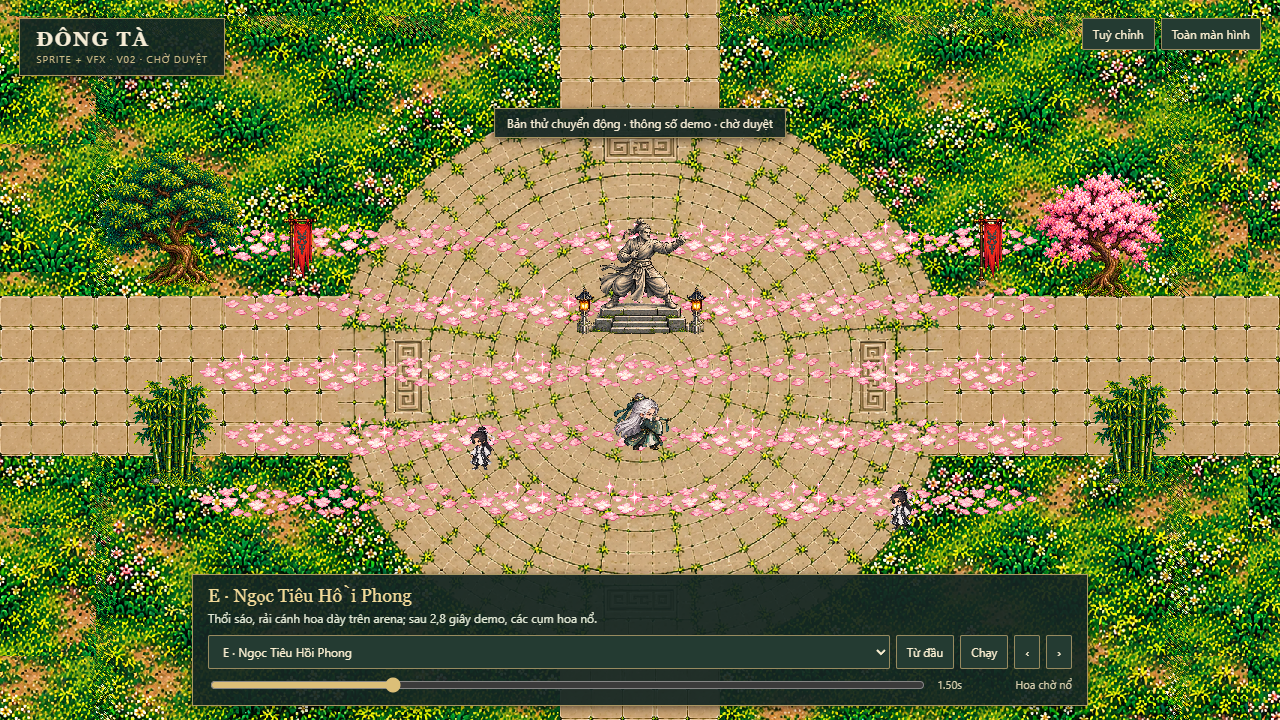 ĐÔNG TÀ
SPRITE + VFX · V02 · CHỜ DUYỆT
Tuỳ chỉnh
Toàn màn hình
Bản thử chuyển động · thông số demo · chờ duyệt
E · Ngọc Tiêu Hồi Phong
Thổi sáo, rải cánh hoa dày trên arena; sau 2,8 giây demo, các cụm hoa nổ.
E · Ngọc Tiêu Hồi Phong
Từ đầu
Chạy
‹
›
1.50s
Hoa chờ nổ